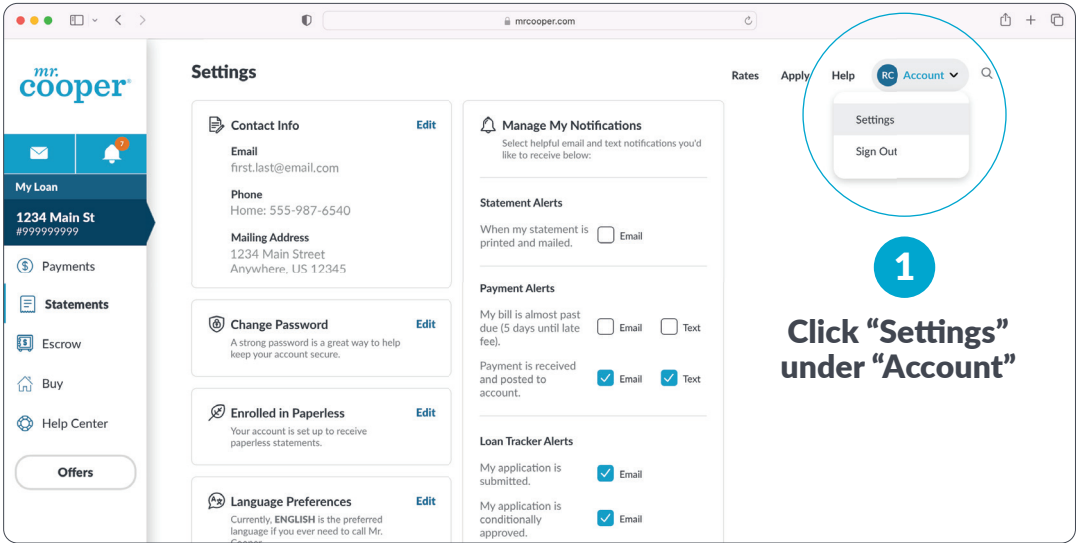 mrcooper.com
mr.
cooper®
7
My Loan
1234 Main St
#999999999
Payments
Statements
Escrow
Buy
Help Center
Offers
Settings
Rates
Apply
Help
RC Account
Settings
Sign Out
Contact Info
Edit
Email
first.last@email.com
Phone
Home: 555-987-6540
Mailing Address
1234 Main Street
Anywhere, US 12345
Change Password
Edit
A strong password is a great way to help
keep your account secure.
Enrolled in Paperless
Edit
Your account is set up to receive
paperless statements.
Language Preferences
Edit
Currently, ENGLISH is the preferred
language if you ever need to call Mr.
Cooper
Manage My Notifications
Select helpful email and text notifications you'd
like to receive below:
Statement Alerts
When my statement is
printed and mailed.
Email
Payment Alerts
My bill is almost past
due (5 days until late
fee).
Email
Text
Payment is received
and posted to
account.
Email
Text
Loan Tracker Alerts
My application is
submitted.
Email
My application is
conditionally
approved.
Email
1
Click “Settings”
under “Account”